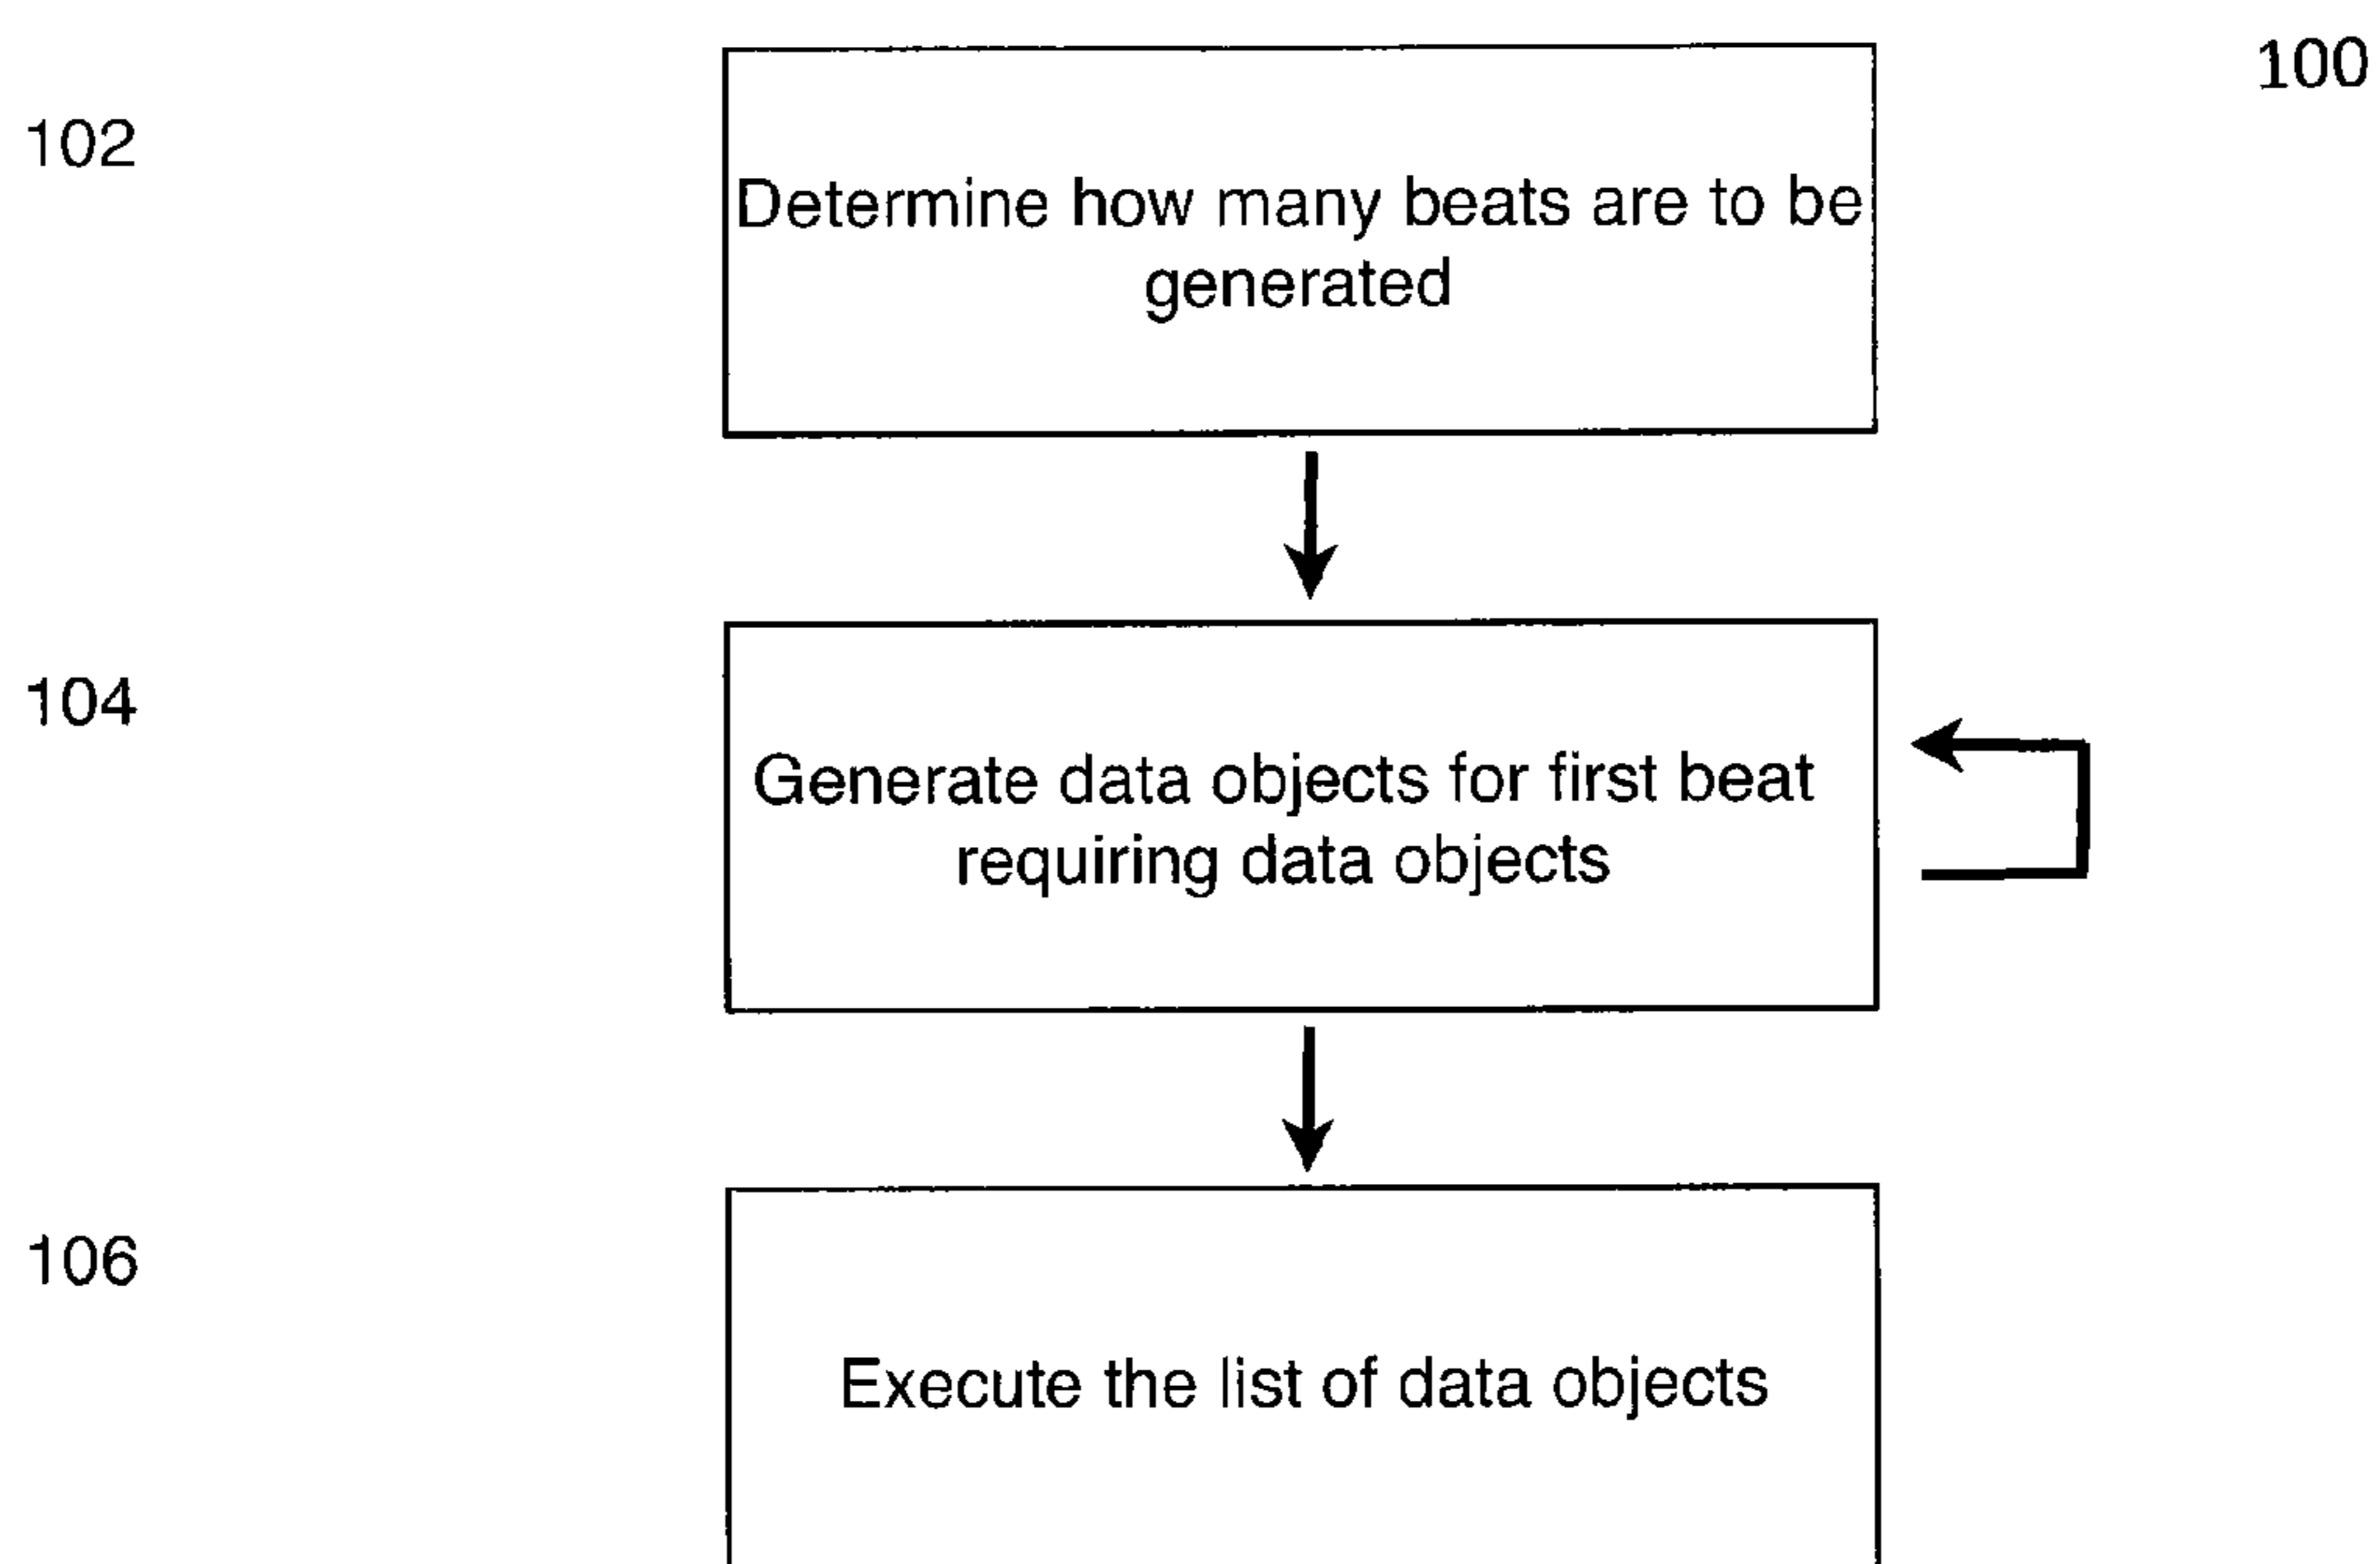 100
102
Determine how many beats are to be
generated
104
Generate data objects for first beat
requiring data objects
106
Execute the list of data objects